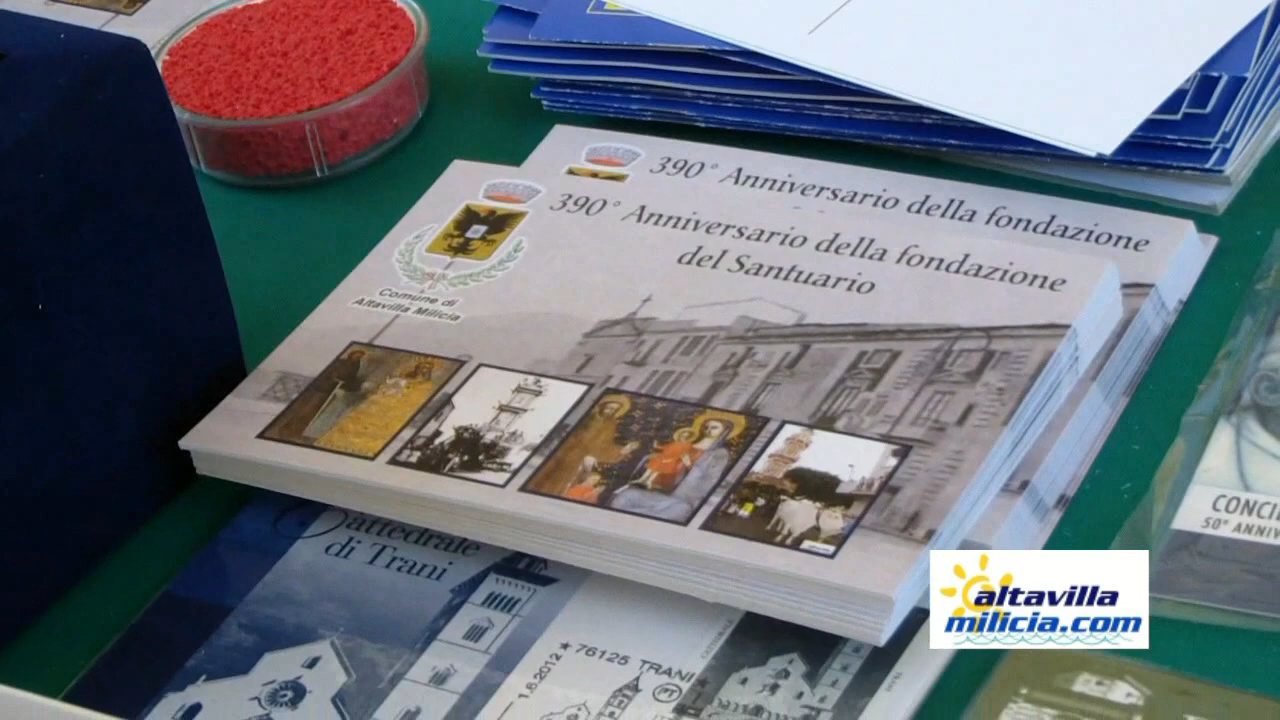 390° Anniversario della fondazione
390° Anniversario della fondazione
del Santuario
Comune di
Altavilla Milicia
Cattedrale
di Trani
1.6.2012 ★ 76125 TRANI
CATTEDRALE
50° ANNIV
altavilla
milicia.com